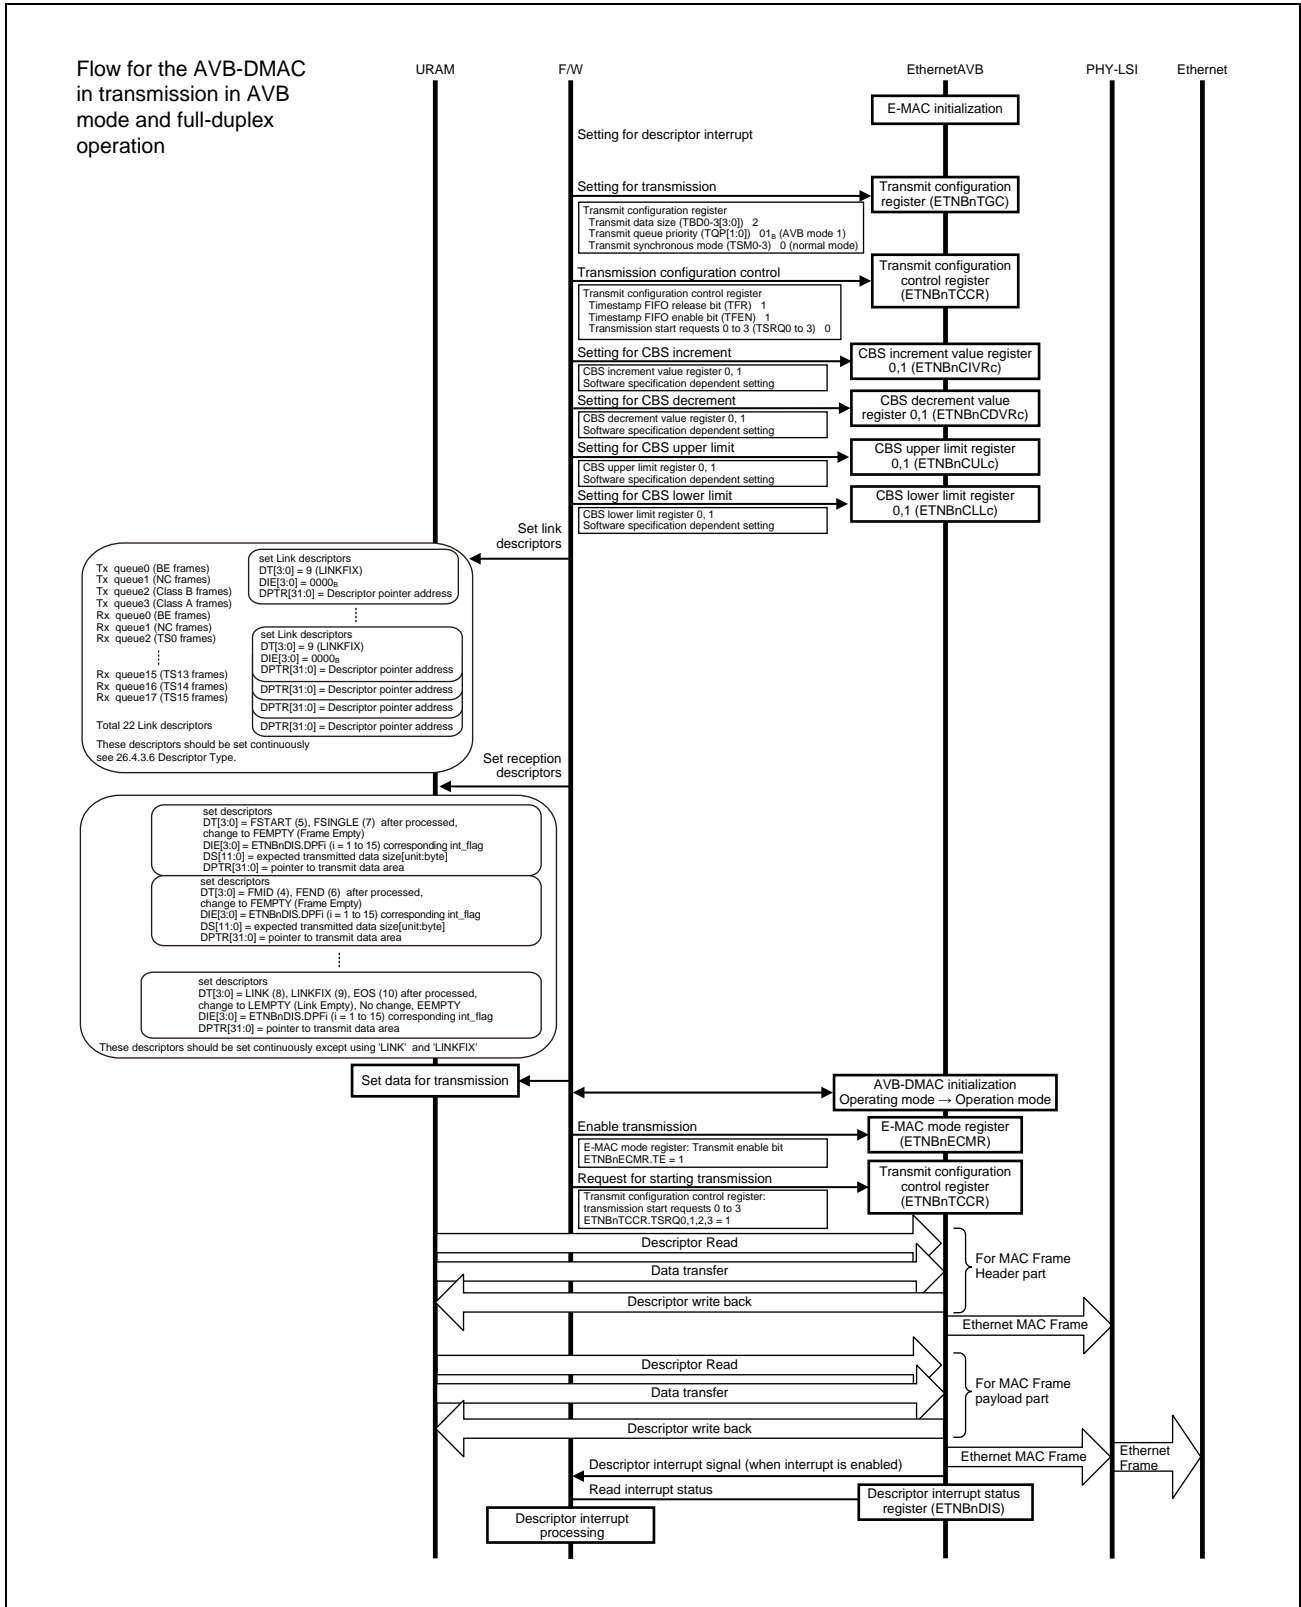 Flow for the AVB-DMAC
in transmission in AVB
mode and full-duplex
operation
URAM
F/W
EthernetAVB
PHY-LSI
Ethernet
E-MAC initialization
Setting for descriptor interrupt
Setting for transmission
Transmit configuration
register (ETNBnTGC)
Transmit configuration register
Transmit data size (TBD0-3[3:0]) 2
Transmit queue priority (TQP[1:0]) 01B (AVB mode 1)
Transmit synchronous mode (TSM0-3) 0 (normal mode)
Transmission configuration control
Transmit configuration
control register
(ETNBnTCCR)
Transmit configuration control register
Timestamp FIFO release bit (TFR) 1
Timestamp FIFO enable bit (TFEN) 1
Transmission start requests 0 to 3 (TSRQ0 to 3) 0
Setting for CBS increment
CBS increment value register
0,1 (ETNBnCIVRc)
CBS increment value register 0, 1
Software specification dependent setting
Setting for CBS decrement
CBS decrement value
register 0,1 (ETNBnCDVRc)
CBS decrement value register 0, 1
Software specification dependent setting
Setting for CBS upper limit
CBS upper limit register
0,1 (ETNBnCULc)
CBS upper limit register 0, 1
Software specification dependent setting
Setting for CBS lower limit
CBS lower limit register
0,1 (ETNBnCLLc)
CBS lower limit register 0, 1
Software specification dependent setting
Set link
descriptors
Tx queue0 (BE frames)
Tx queue1 (NC frames)
Tx queue2 (Class B frames)
Tx queue3 (Class A frames)
Rx queue0 (BE frames)
Rx queue1 (NC frames)
Rx queue2 (TS0 frames)
Rx queue15 (TS13 frames)
Rx queue16 (TS14 frames)
Rx queue17 (TS15 frames)
Total 22 Link descriptors
set Link descriptors
DT[3:0] = 9 (LINKFIX)
DIE[3:0] = 0000B
DPTR[31:0] = Descriptor pointer address
set Link descriptors
DT[3:0] = 9 (LINKFIX)
DIE[3:0] = 0000B
DPTR[31:0] = Descriptor pointer address
DPTR[31:0] = Descriptor pointer address
DPTR[31:0] = Descriptor pointer address
DPTR[31:0] = Descriptor pointer address
These descriptors should be set continuously
see 26.4.3.6 Descriptor Type.
Set reception
descriptors
set descriptors
DT[3:0] = FSTART (5), FSINGLE (7) after processed,
change to FEMPTY (Frame Empty)
DIE[3:0] = ETNBnDIS.DPFi (i = 1 to 15) corresponding int_flag
DS[11:0] = expected transmitted data size[unit:byte]
DPTR[31:0] = pointer to transmit data area
set descriptors
DT[3:0] = FMID (4), FEND (6) after processed,
change to FEMPTY (Frame Empty)
DIE[3:0] = ETNBnDIS.DPFi (i = 1 to 15) corresponding int_flag
DS[11:0] = expected transmitted data size[unit:byte]
DPTR[31:0] = pointer to transmit data area
set descriptors
DT[3:0] = LINK (8), LINKFIX (9), EOS (10) after processed,
change to LEMPTY (Link Empty), No change, EEMPTY
DIE[3:0] = ETNBnDIS.DPFi (i = 1 to 15) corresponding int_flag
DPTR[31:0] = pointer to transmit data area
These descriptors should be set continuously except using 'LINK' and 'LINKFIX'
Set data for transmission
AVB-DMAC initialization
Operating mode → Operation mode
Enable transmission
E-MAC mode register
(ETNBnECMR)
E-MAC mode register: Transmit enable bit
ETNBnECMR.TE = 1
Request for starting transmission
Transmit configuration
control register
(ETNBnTCCR)
Transmit configuration control register:
transmission start requests 0 to 3
ETNBnTCCR.TSRQ0,1,2,3 = 1
Descriptor Read
Data transfer
Descriptor write back
For MAC Frame
Header part
Ethernet MAC Frame
Descriptor Read
Data transfer
Descriptor write back
For MAC Frame
payload part
Ethernet MAC Frame
Ethernet
Frame
Descriptor interrupt signal (when interrupt is enabled)
Read interrupt status
Descriptor interrupt status
register (ETNBnDIS)
Descriptor interrupt
processing